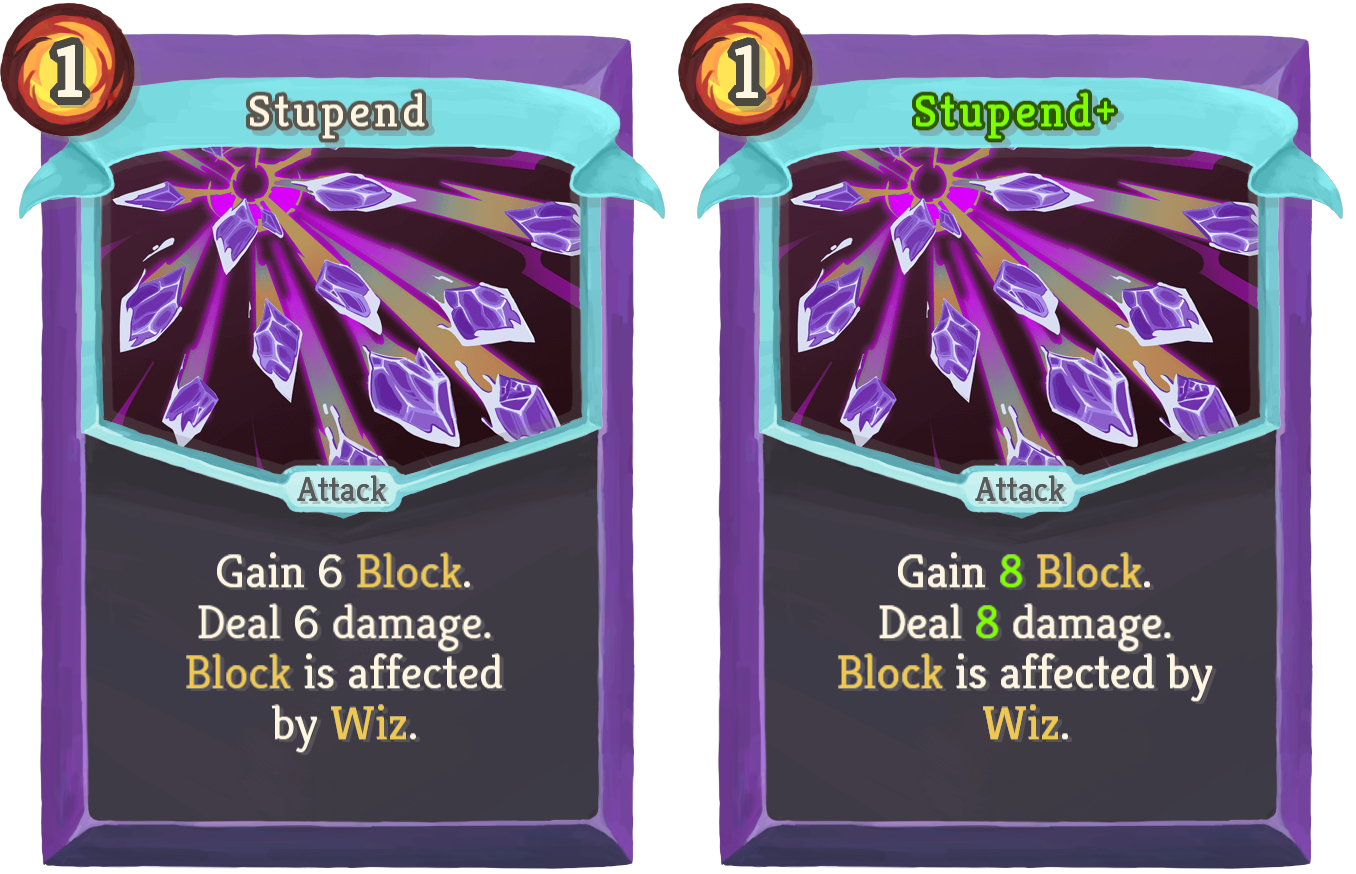 1
Stupend
Attack
Gain 6 Block.
Deal 6 damage.
Block is affected
by Wiz.
1
Stupend+
Attack
Gain 8 Block.
Deal 8 damage.
Block is affected by
Wiz.